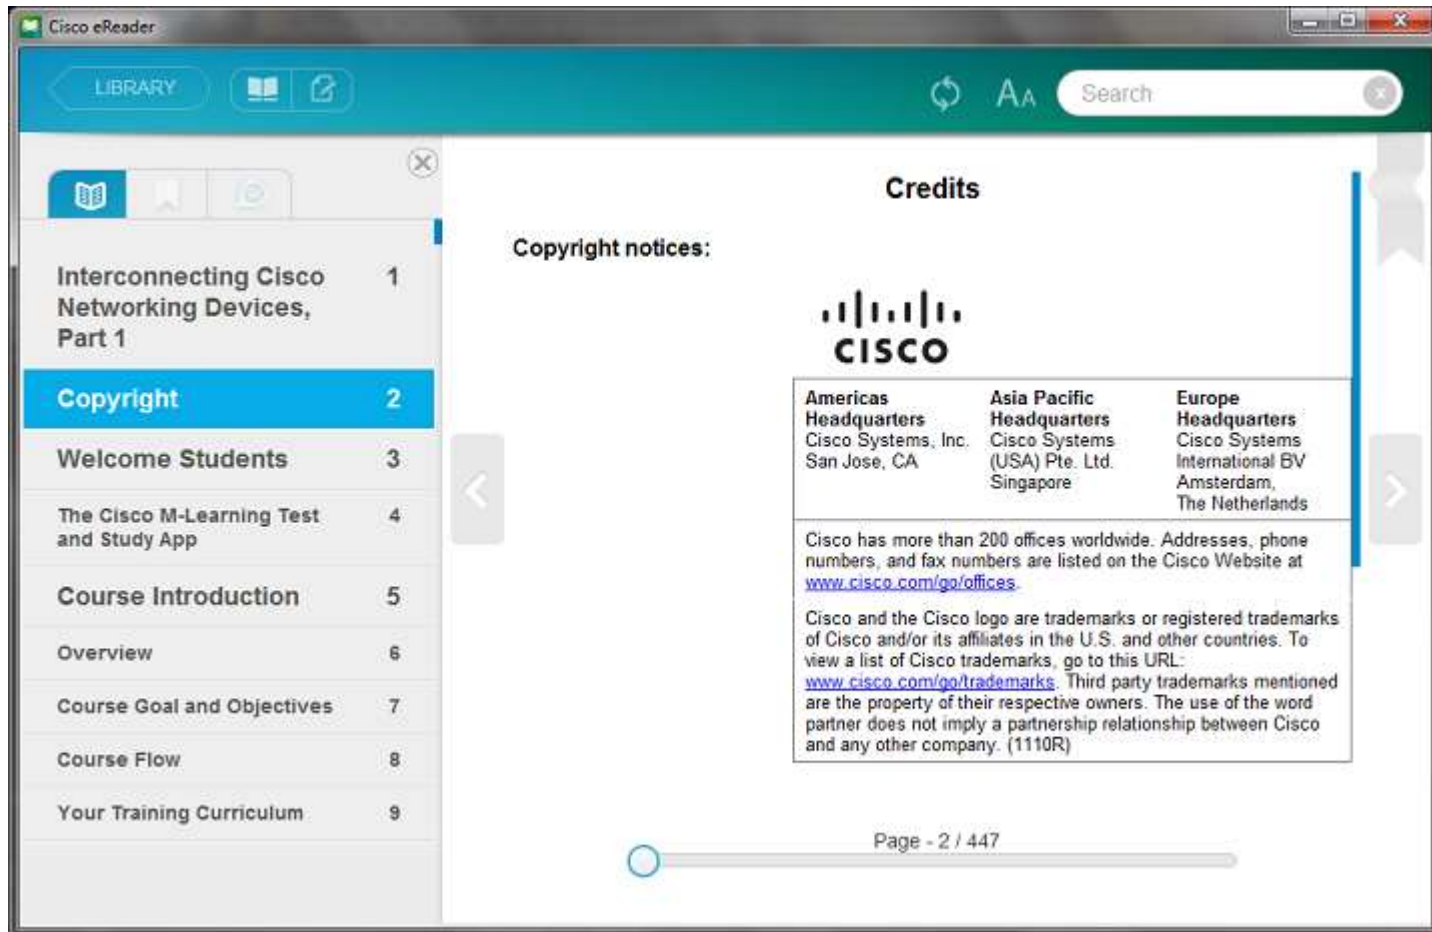 Cisco eReader
LIBRARY
AA
Search
Interconnecting Cisco 1
Networking Devices,
Part 1
Copyright 2
Welcome Students 3
The Cisco M-Learning Test 4
and Study App
Course Introduction 5
Overview 6
Course Goal and Objectives 7
Course Flow 8
Your Training Curriculum 9
Credits
Copyright notices:
CISCO
Americas
Headquarters
Cisco Systems, Inc.
San Jose, CA
Asia Pacific
Headquarters
Cisco Systems
(USA) Pte. Ltd.
Singapore
Europe
Headquarters
Cisco Systems
International BV
Amsterdam,
The Netherlands
Cisco has more than 200 offices worldwide. Addresses, phone
numbers, and fax numbers are listed on the Cisco Website at
www.cisco.com/go/offices.
Cisco and the Cisco logo are trademarks or registered trademarks
of Cisco and/or its affiliates in the U.S. and other countries. To
view a list of Cisco trademarks, go to this URL:
www.cisco.com/go/trademarks. Third party trademarks mentioned
are the property of their respective owners. The use of the word
partner does not imply a partnership relationship between Cisco
and any other company. (1110R)
Page - 2 / 447